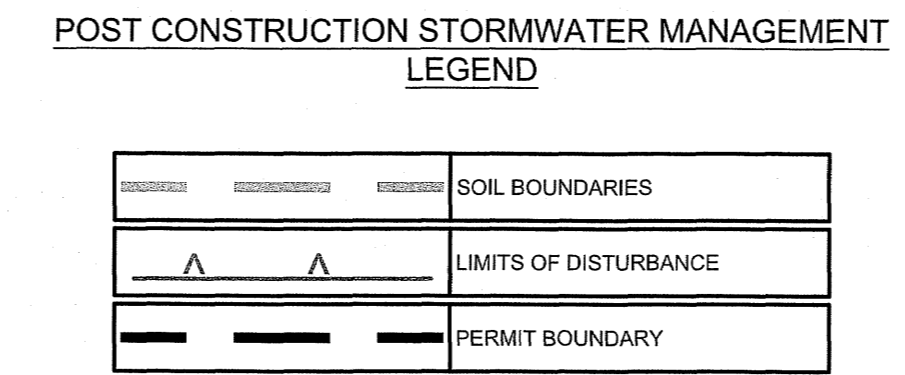 POST CONSTRUCTION STORMWATER MANAGEMENT
LEGEND
SOIL BOUNDARIES
LIMITS OF DISTURBANCE
PERMIT BOUNDARY